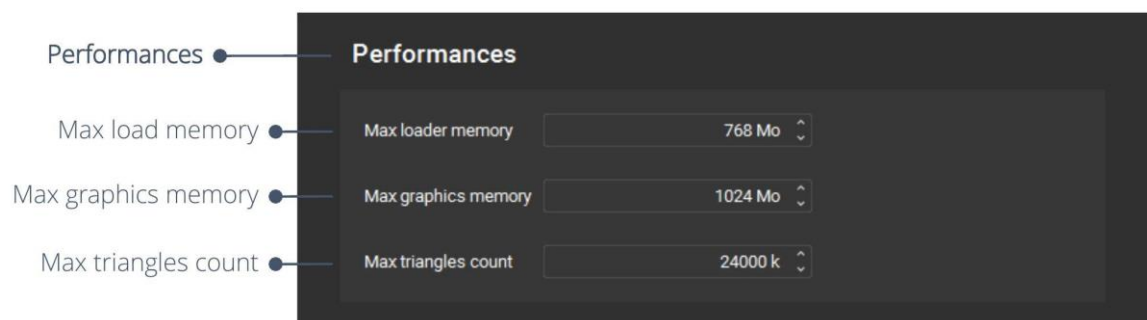 Performances
Performances
Max load memory
Max loader memory 768 Mo
Max graphics memory
Max graphics memory 1024 Mo
Max triangles count
Max triangles count 24000 k